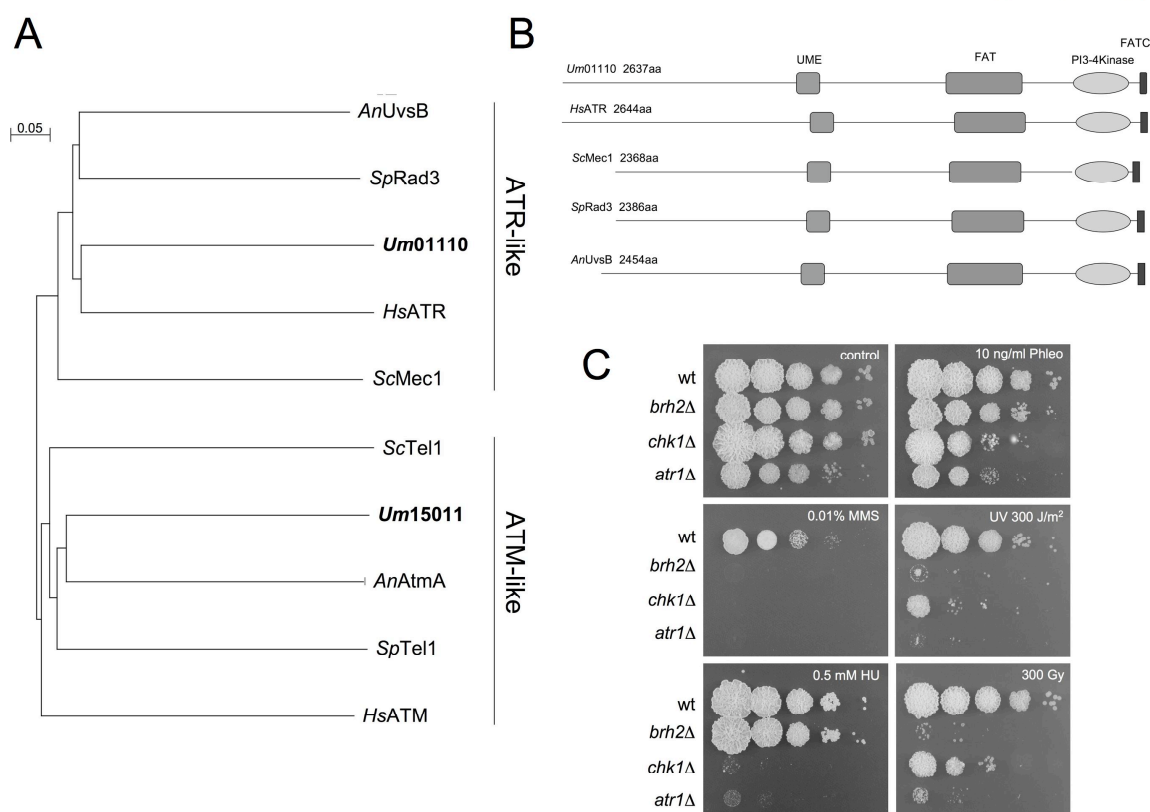 A
0.05
AnUvsB
SpRad3
Um01110
HsATR
ScMec1
ATR-like
ScTel1
Um15011
AnAtmA
SpTel1
HsATM
ATM-like
B
UME
FAT
PI3-4Kinase
FATC
Um01110 2637aa
HsATR 2644aa
ScMec1 2368aa
SpRad3 2386aa
AnUvsB 2454aa
C
control
10 ng/ml Phleo
wt
brh2Δ
chk1Δ
atr1Δ
0.01% MMS
UV 300 J/m²
wt
brh2Δ
chk1Δ
atr1Δ
0.5 mM HU
300 Gy
wt
brh2Δ
chk1Δ
atr1Δ